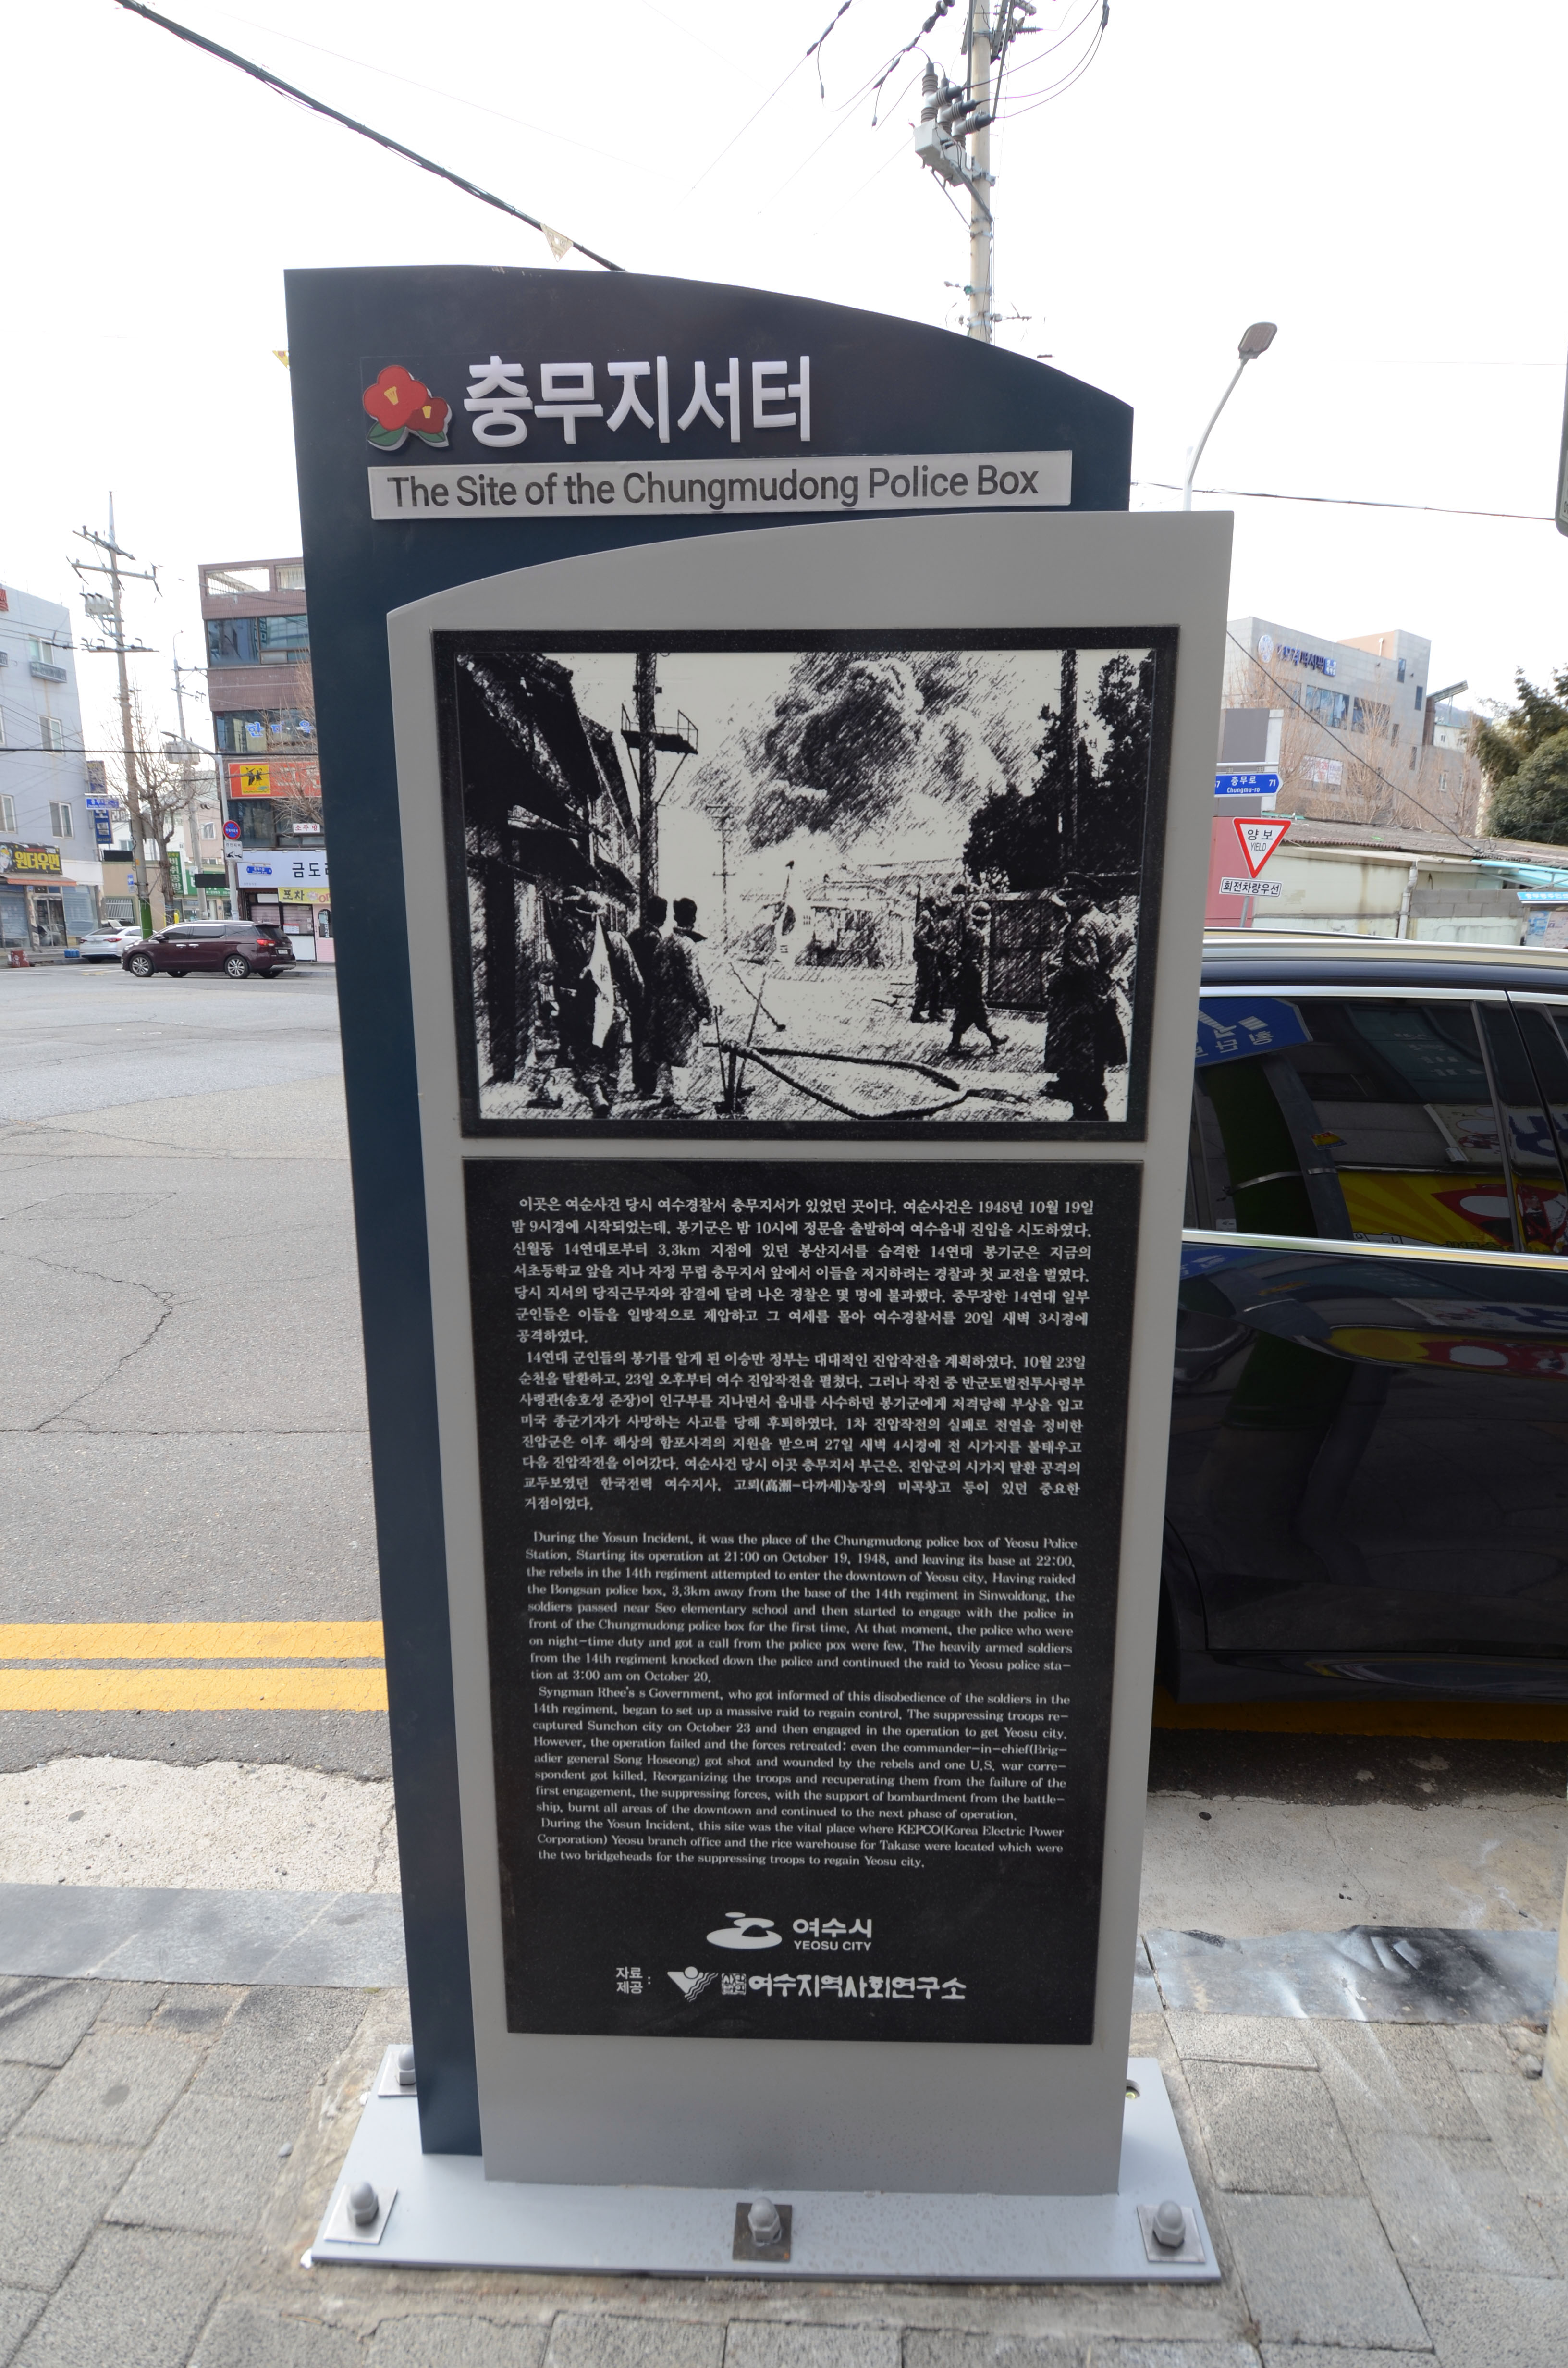 충무지서터
The Site of the Chungmudong Police Box
이곳은 여순사건 당시 여수경찰서 충무지서가 있었던 곳이다. 여순사건은 1948년 10월 19일
밤 9시경에 시작되었는데, 봉기군은 밤 10시에 정문을 출발하여 여수읍내 진입을 시도하였다.
신월동 14연대로부터 3.3km 지점에 있던 봉산지서를 습격한 14연대 봉기군은 지금의
서초등학교 앞을 지나 자정 무렵 충무지서 앞에서 이들을 저지하려는 경찰과 첫 교전을 벌였다.
당시 지서의 당직근무자와 잠결에 달려 나온 경찰은 몇 명에 불과했다. 중무장한 14연대 일부
군인들은 이들을 일방적으로 제압하고 그 여세를 몰아 여수경찰서를 20일 새벽 3시경에
공격하였다.
14연대 군인들의 봉기를 알게 된 이승만 정부는 대대적인 진압작전을 계획하였다. 10월 23일
순천을 탈환하고, 23일 오후부터 여수 진압작전을 펼쳤다. 그러나 작전 중 반군토벌전투사령부
사령관(송호성 준장)이 인구부를 지나면서 읍내를 사수하던 봉기군에게 저격당해 부상을 입고
미국 종군기자가 사망하는 사고를 당해 후퇴하였다. 1차 진압작전의 실패로 전열을 정비한
진압군은 이후 해상의 함포사격의 지원을 받으며 27일 새벽 4시경에 전 시가지를 불태우고
다음 진압작전을 이어갔다. 여순사건 당시 이곳 충무지서 부근은, 진압군의 시가지 탈환 공격의
교두보였던 한국전력 여수지사, 고뢰(高瀨-다까세)농장의 미곡창고 등이 있던 중요한
거점이었다.
During the Yosun Incident, it was the place of the Chungmudong police box of Yeosu Police
Station. Starting its operation at 21:00 on October 19, 1948, and leaving its base at 22:00,
the rebels in the 14th regiment attempted to enter the downtown of Yeosu city. Having raided
the Bongsan police box, 3.3km away from the base of the 14th regiment in Sinwoldong, the
soldiers passed near Seo elementary school and then started to engage with the police in
front of the Chungmudong police box for the first time. At that moment, the police who were
on night-time duty and got a call from the police pox were few. The heavily armed soldiers
from the 14th regiment knocked down the police and continued the raid to Yeosu police sta-
tion at 3:00 am on October 20.
Syngman Rhee's s Government, who got informed of this disobedience of the soldiers in the
14th regiment, began to set up a massive raid to regain control. The suppressing troops re-
captured Sunchon city on October 23 and then engaged in the operation to get Yeosu city.
However, the operation failed and the forces retreated: even the commander-in-chief(Brig-
adier general Song Hoseong) got shot and wounded by the rebels and one U.S. war corre-
spondent got killed. Reorganizing the troops and recuperating them from the failure of the
first engagement, the suppressing forces, with the support of bombardment from the battle-
ship, burnt all areas of the downtown and continued to the next phase of operation.
During the Yosun Incident, this site was the vital place where KEPCO(Korea Electric Power
Corporation) Yeosu branch office and the rice warehouse for Takase were located which were
the two bridgeheads for the suppressing troops to regain Yeosu city.
여수시
YEOSU CITY
자료
제공 :
여수지역사회연구소
충무로 71
Chungmu-ro
양보
YIELD
회전차량우선
원더우먼
금도
포차